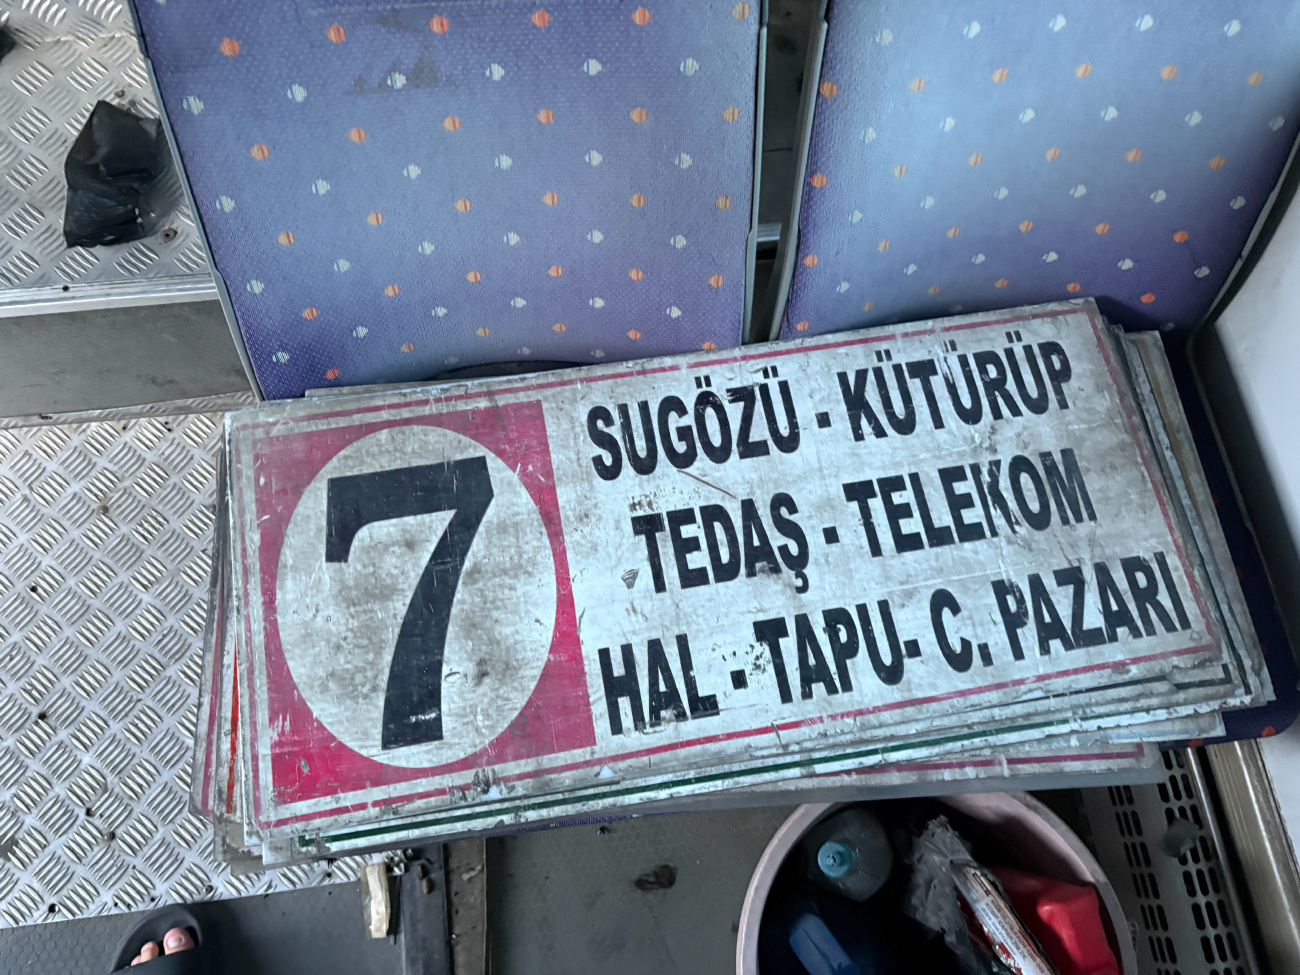 7
SUGÖZÜ - KÜTÜRÜP
TEDAŞ - TELEKOM
HAL - TAPU- C. PAZARI